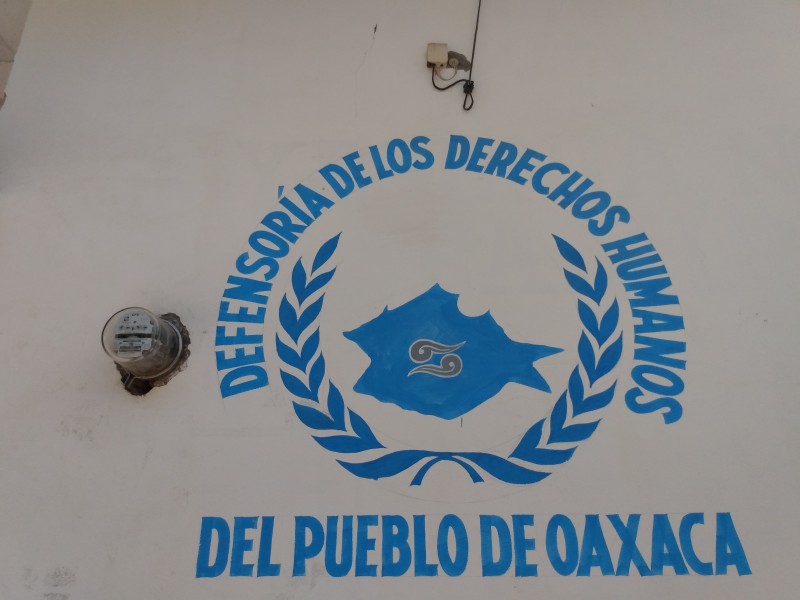 DEFENSORÍA DE LOS DERECHOS HUMANOS
DEL PUEBLO DE OAXACA